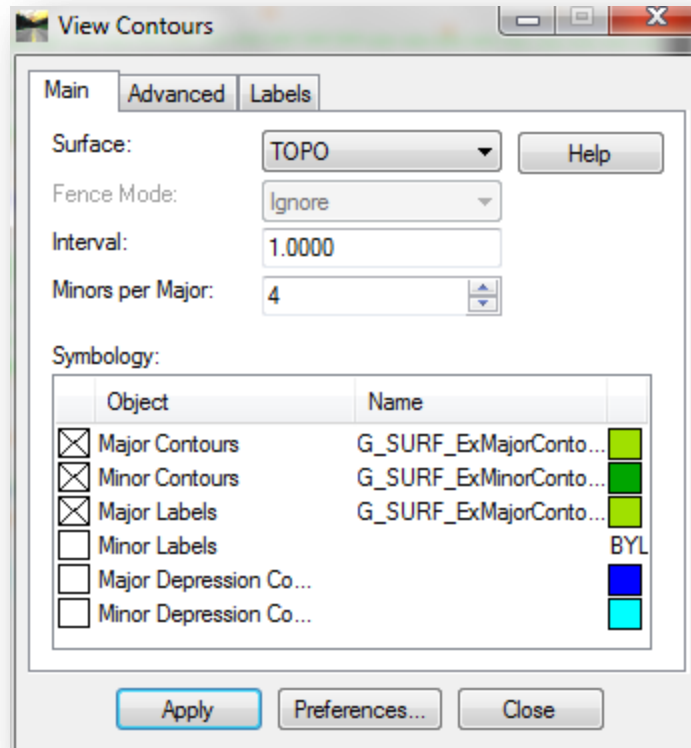 View Contours
Main Advanced Labels
Surface: TOPO Help
Fence Mode: Ignore
Interval: 1.0000
Minors per Major: 4
Symbology:
Object Name
Major Contours G_SURF_ExMajorConto...
Minor Contours G_SURF_ExMinorConto...
Major Labels G_SURF_ExMajorConto...
Minor Labels BYL
Major Depression Co...
Minor Depression Co...
Apply Preferences... Close